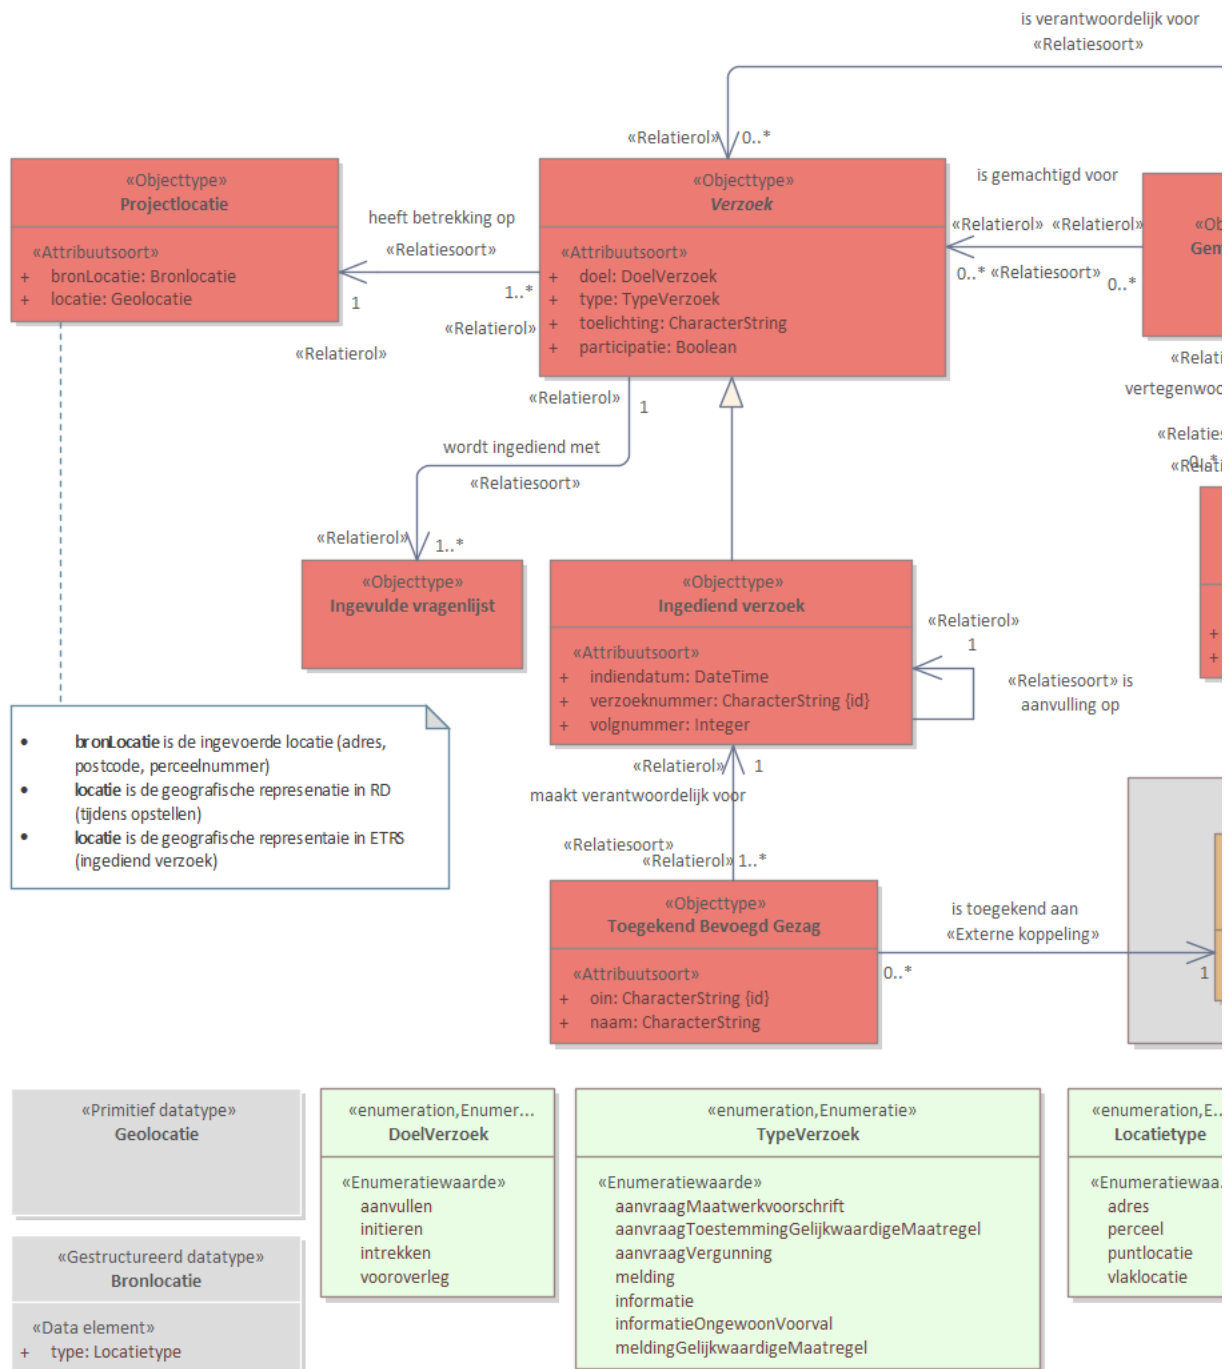 is verantwoordelijk voor
«Relatiesoort»
«Relatierol»
0..*
«Objecttype»
Projectlocatie
«Attribuutsoort»
+ bronLocatie: Bronlocatie
+ locatie: Geolocatie
heeft betrekking op
«Relatiesoort»
1
1..*
«Relatierol»
«Relatierol»
«Objecttype»
Verzoek
«Attribuutsoort»
+ doel: DoelVerzoek
+ type: TypeVerzoek
+ toelichting: CharacterString
+ participatie: Boolean
is gemachtigd voor
«Relatierol» «Relatierol»
0..* «Relatiesoort»
0..*
«Relatierol»
1
wordt ingediend met
«Relatiesoort»
«Relatierol»
1..*
«Objecttype»
Ingevulde vragenlijst
«Objecttype»
Ingediend verzoek
«Attribuutsoort»
+ indiendatum: DateTime
+ verzoeknummer: CharacterString {id}
+ volgnummer: Integer
«Relatierol»
1
«Relatiesoort» is
aanvulling op
0..*
+
+
• bronLocatie is de ingevoerde locatie (adres,
postcode, perceelnummer)
• locatie is de geografische represenatie in RD
(tijdens opstellen)
• locatie is de geografische representaie in ETRS
(ingediend verzoek)
«Relatierol»
1
maakt verantwoordelijk voor
«Relatiesoort»
«Relatierol» 1..*
«Objecttype»
Toegekend Bevoegd Gezag
«Attribuutsoort»
+ oin: CharacterString {id}
+ naam: CharacterString
is toegekend aan
«Externe koppeling»
0..*
1
«Primitief datatype»
Geolocatie
«Gestructureerd datatype»
Bronlocatie
«Data element»
+ type: Locatietype
«enumeration,Enumer...
DoelVerzoek
«Enumeratiewaarde»
aanvullen
initieren
intrekken
vooroverleg
«enumeration,Enumeratie»
TypeVerzoek
«Enumeratiewaarde»
aanvraagMaatwerkvoorschrift
aanvraagToestemmingGelijkwaardigeMaatregel
aanvraagVergunning
melding
informatie
informatieOngewoonVoorval
meldingGelijkwaardigeMaatregel
«enumeration,E...
Locatietype
«Enumeratiewaa...
adres
perceel
puntlocatie
vlaklocatie